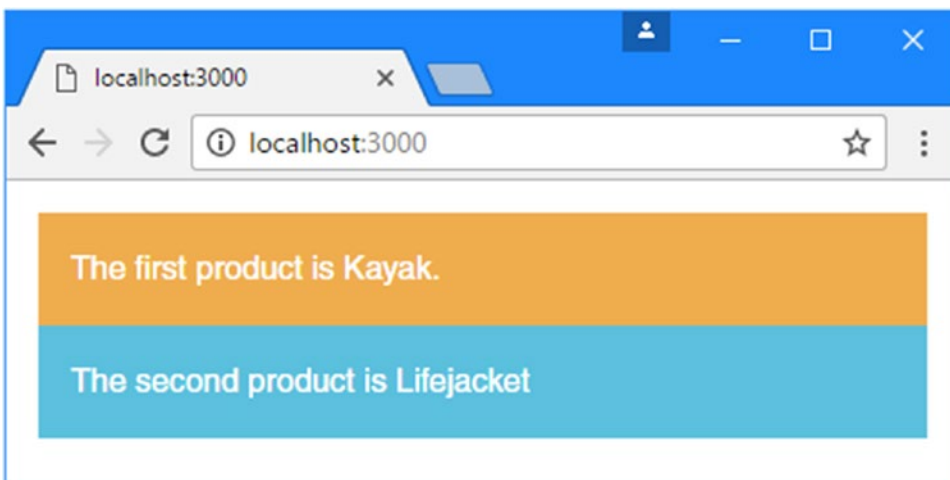 localhost:3000
localhost:3000
The first product is Kayak.
The second product is Lifejacket